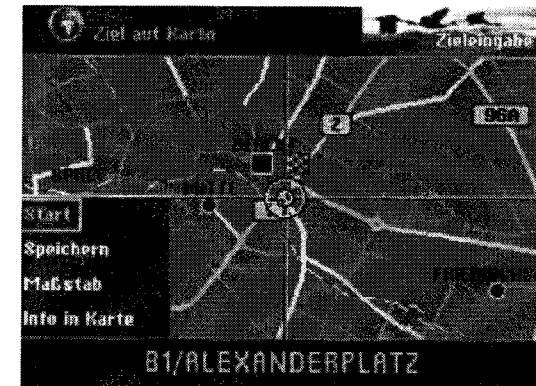 Ziel auf Karte
Zieleingabe
2
96A
Start
Speichern
Maßstab
Info in Karte
B1/ALEXANDERPLATZ